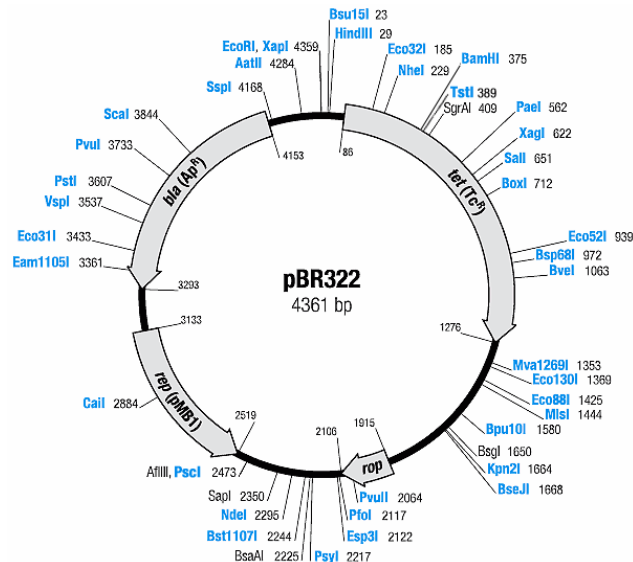 Bsu15I 23
HindIII 29
EcoRI, XapI 4359
AatII 4284
SspI 4168
Eco32I 185
NheI 229
BamHI 375
TstI 389
SgrAI 409
PaeI 562
XagI 622
SalI 651
BoxI 712
Eco52I 939
Bsp68I 972
BveI 1063
Mva1269I 1353
Eco130I 1369
Eco88I 1425
MlsI 1444
Bpu10I 1580
BsgI 1650
Kpn2I 1664
BseJI 1668
PvuII 2064
PfoI 2117
Esp3I 2122
PsyI 2217
BsaAI 2225
Bst1107I 2244
NdeI 2295
SapI 2350
AflIII, PscI 2473
CaiI 2884
Eam1105I 3361
Eco31I 3433
VspI 3537
PstI 3607
PvuI 3733
ScaI 3844
4153
86
bla (ApR)
tet (TcR)
pBR322
4361 bp
3293
3133
1276
rep (pMB1)
2519
2106
1915
rop